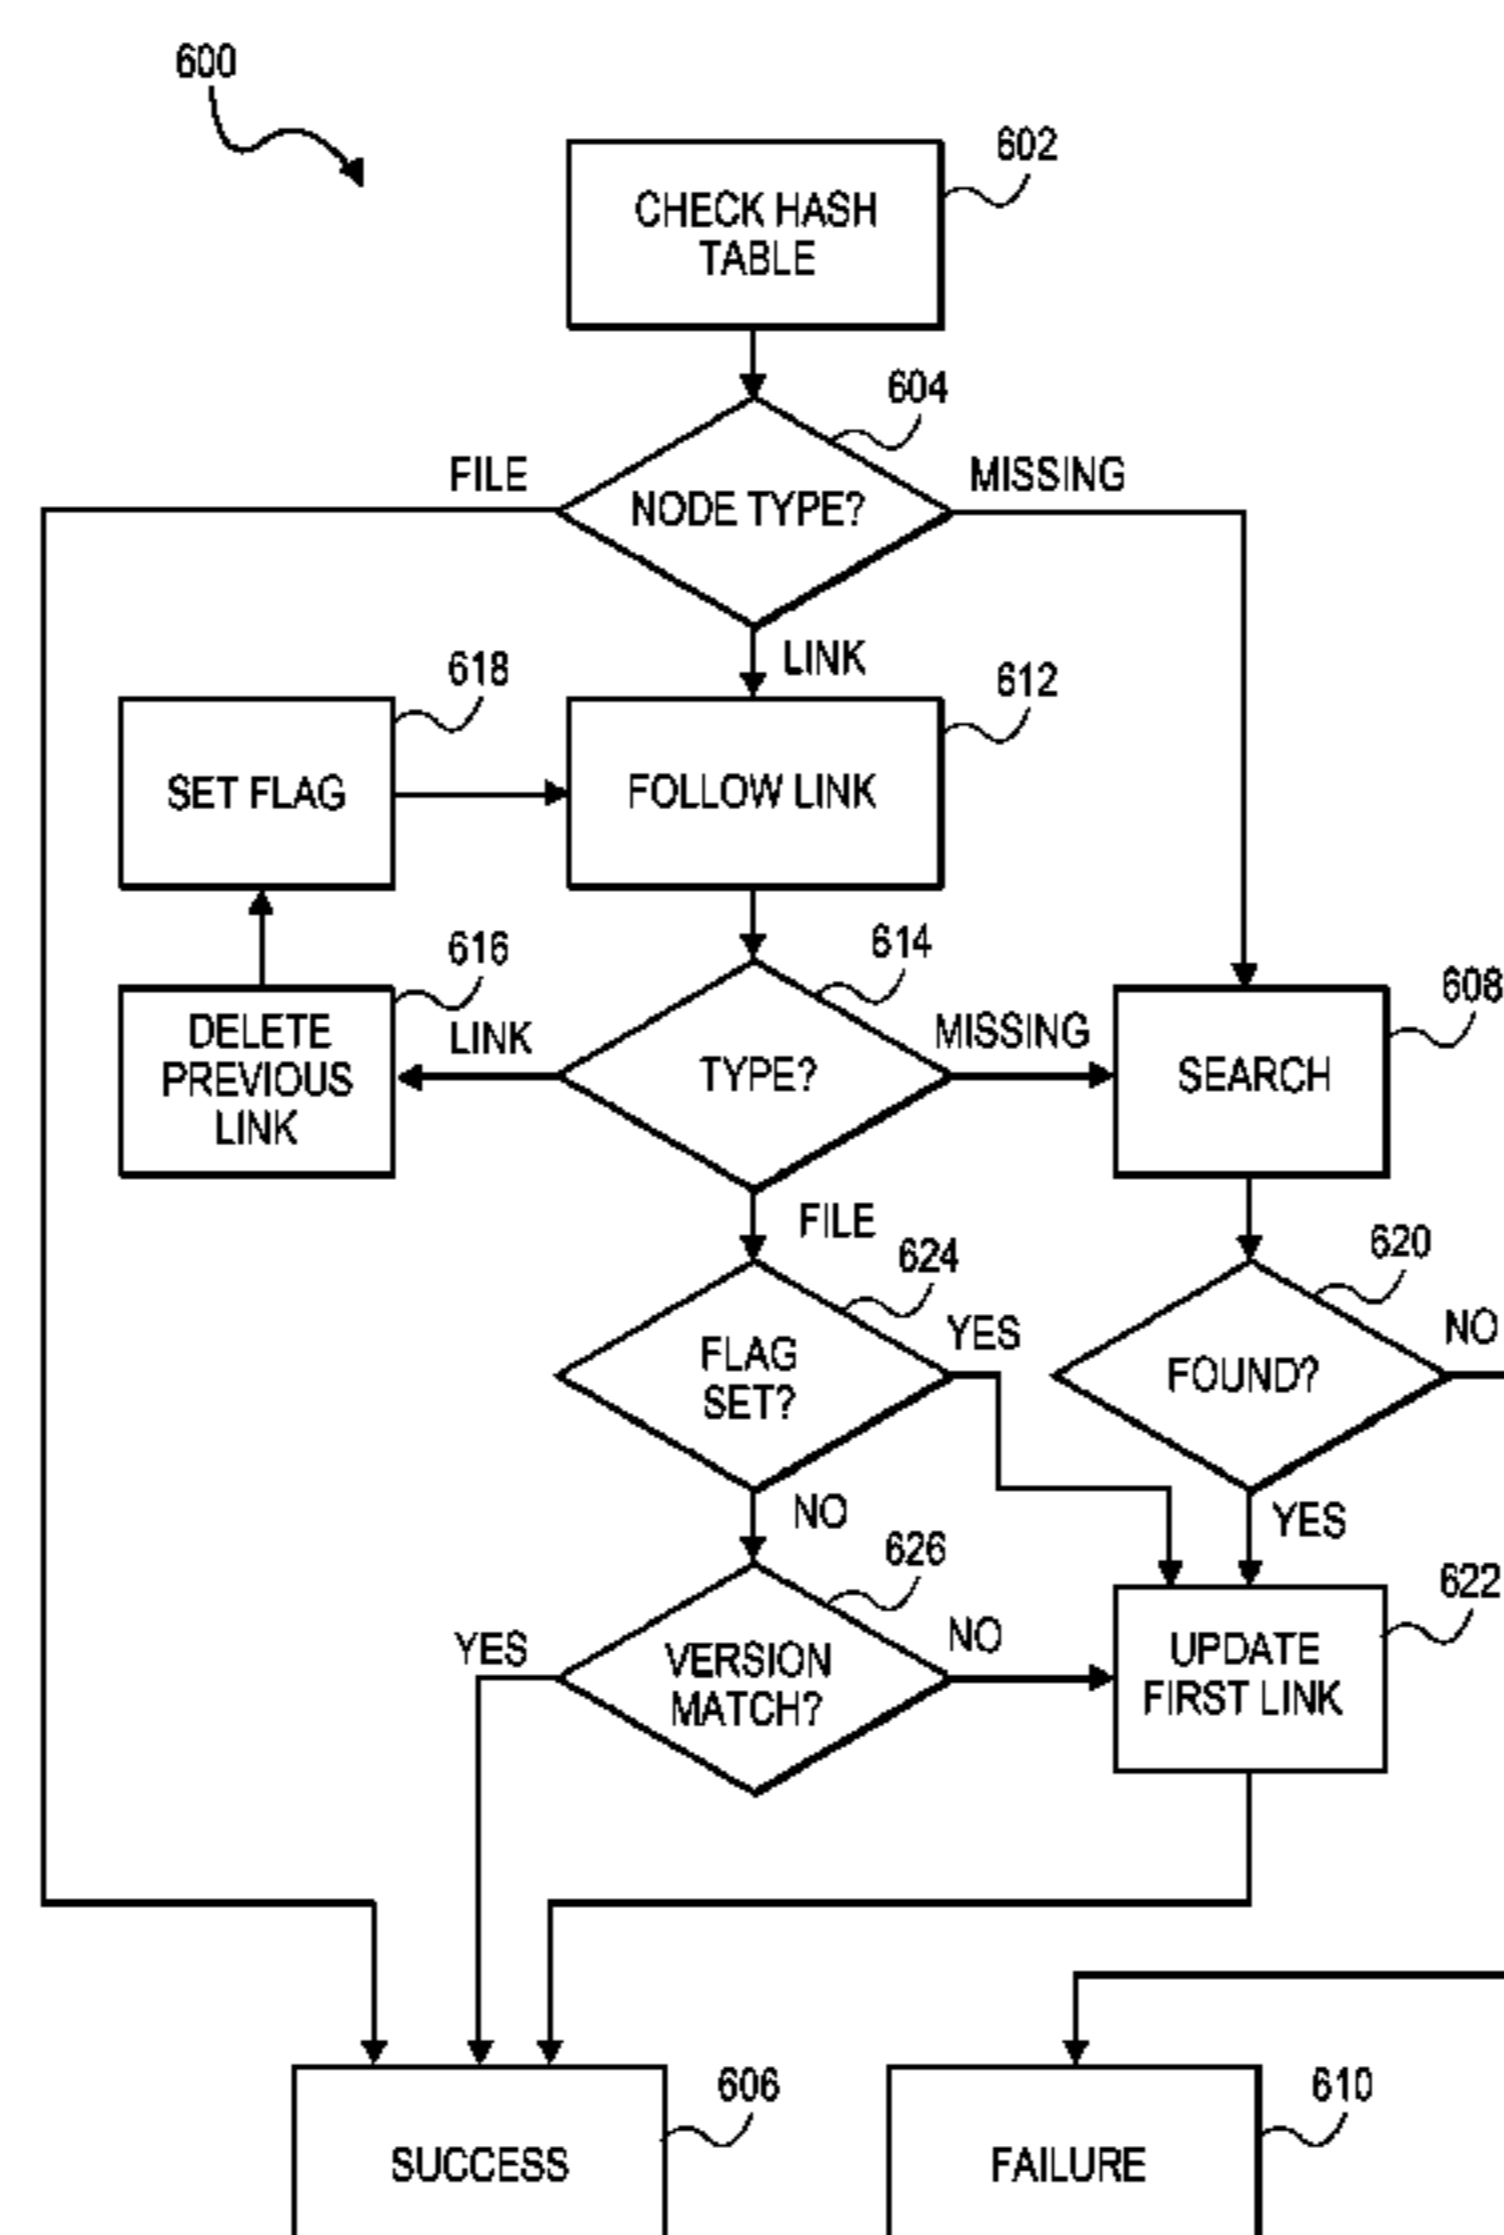 600
602
CHECK HASH
TABLE
604
FILE
MISSING
NODE TYPE?
LINK
618
612
SET FLAG
FOLLOW LINK
616
614
608
DELETE
PREVIOUS
LINK
LINK
TYPE?
MISSING
SEARCH
FILE
624
620
FLAG
SET?
YES
FOUND?
NO
NO
YES
626
622
YES
VERSION
MATCH?
NO
UPDATE
FIRST LINK
606
610
SUCCESS
FAILURE